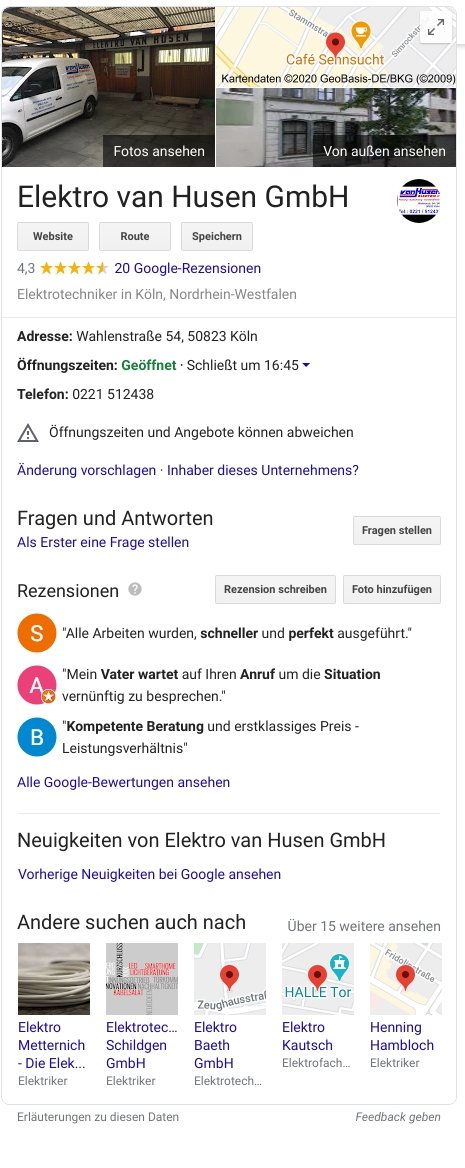 ELEKTRO VAN HUSEN
Stammstraße
Simrockstr
Café Sehnsucht
Kartendaten ©2020 GeoBasis-DE/BKG (©2009)
Fotos ansehen
Von außen ansehen
Elektro van Husen GmbH
Website
Route
Speichern
4,3
20 Google-Rezensionen
Elektrotechniker in Köln, Nordrhein-Westfalen
Adresse: Wahlenstraße 54, 50823 Köln
Öffnungszeiten: Geöffnet · Schließt um 16:45
Telefon: 0221 512438
Öffnungszeiten und Angebote können abweichen
Änderung vorschlagen · Inhaber dieses Unternehmens?
Fragen und Antworten
Fragen stellen
Als Erster eine Frage stellen
Rezensionen ?
Rezension schreiben
Foto hinzufügen
S
"Alle Arbeiten wurden, schneller und perfekt ausgeführt."
A
"Mein Vater wartet auf Ihren Anruf um die Situation
vernünftig zu besprechen."
B
"Kompetente Beratung und erstklassiges Preis -
Leistungsverhältnis"
Alle Google-Bewertungen ansehen
Neuigkeiten von Elektro van Husen GmbH
Vorherige Neuigkeiten bei Google ansehen
Andere suchen auch nach
Über 15 weitere ansehen
KURZSCHLUSS
LED SMARTHOME
LICHTBERATUNG
KABELSALAT
Zeughausstraß
HALLE Tor
Elektro
Metternich
- Die Elek...
Elektriker
Elektrotec...
Schildgen
GmbH
Elektriker
Elektro
Baeth
GmbH
Elektrotech...
Elektro
Kautsch
Elektrofach...
Henning
Hambloch
Elektriker
Erläuterungen zu diesen Daten
Feedback geben